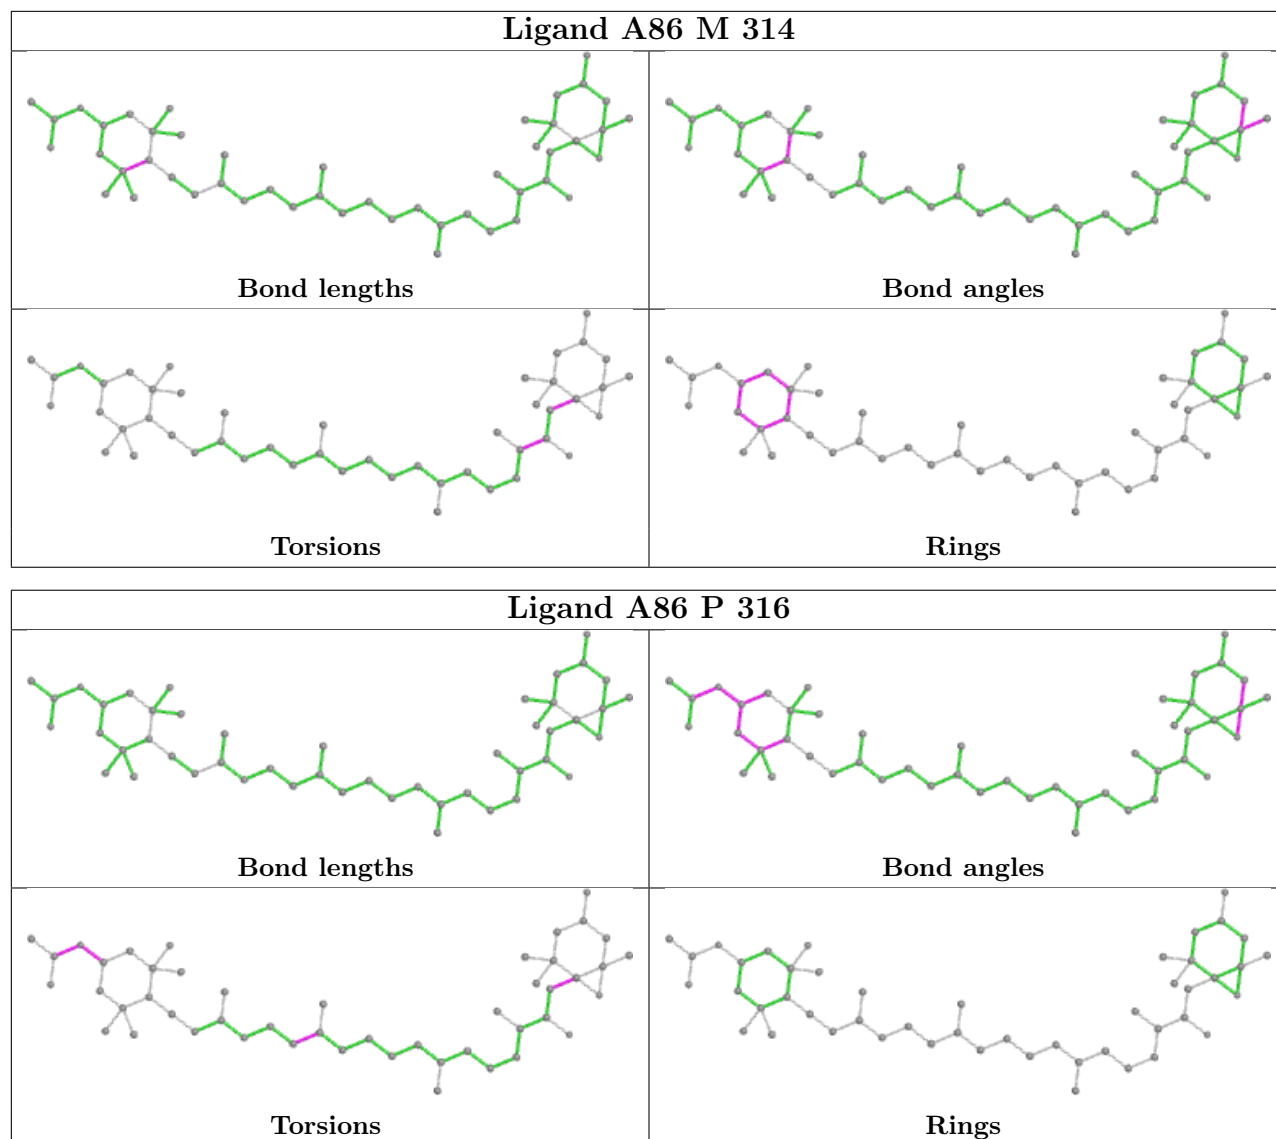 Ligand A86 M 314
Bond lengths
Bond angles
Torsions
Rings
Ligand A86 P 316
Bond lengths
Bond angles
Torsions
Rings